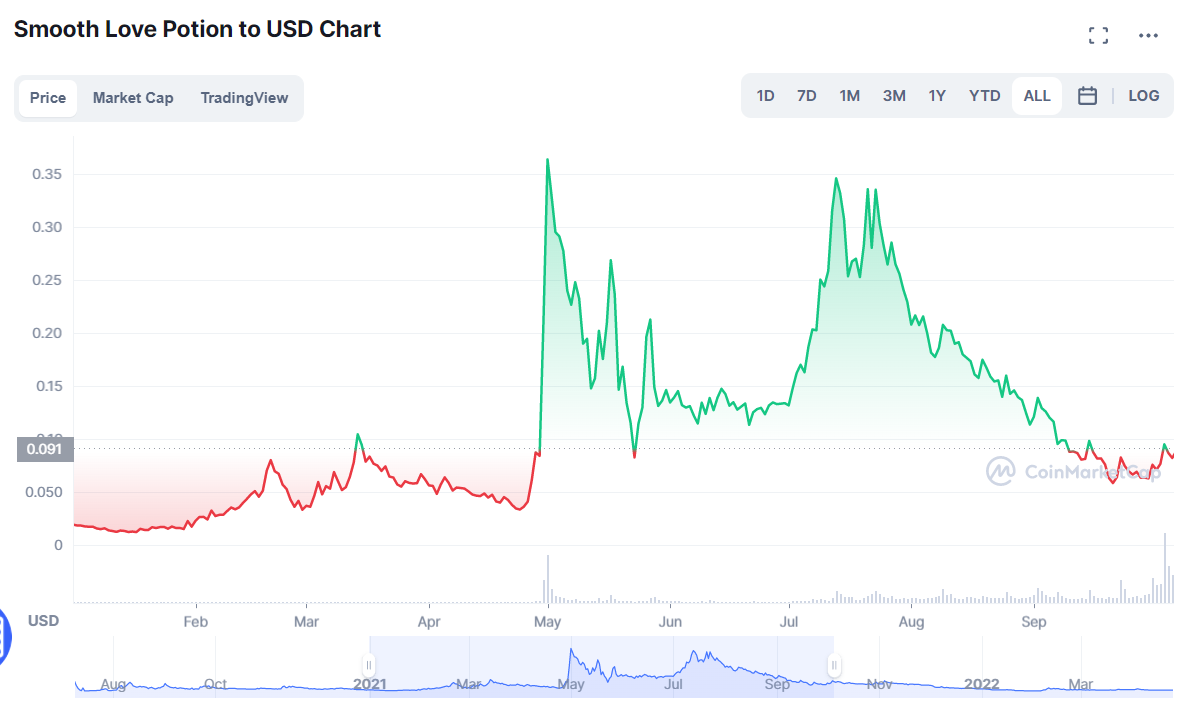 Smooth Love Potion to USD Chart
Price Market Cap TradingView
1D 7D 1M 3M 1Y YTD ALL LOG
0.35
0.30
0.25
0.20
0.15
0.10
0.091
0.050
0
CoinMarketCap
USD
Feb Mar Apr May Jun Jul Aug Sep
Aug Oct 2021 Mar May Jul Sep Nov 2022 Mar